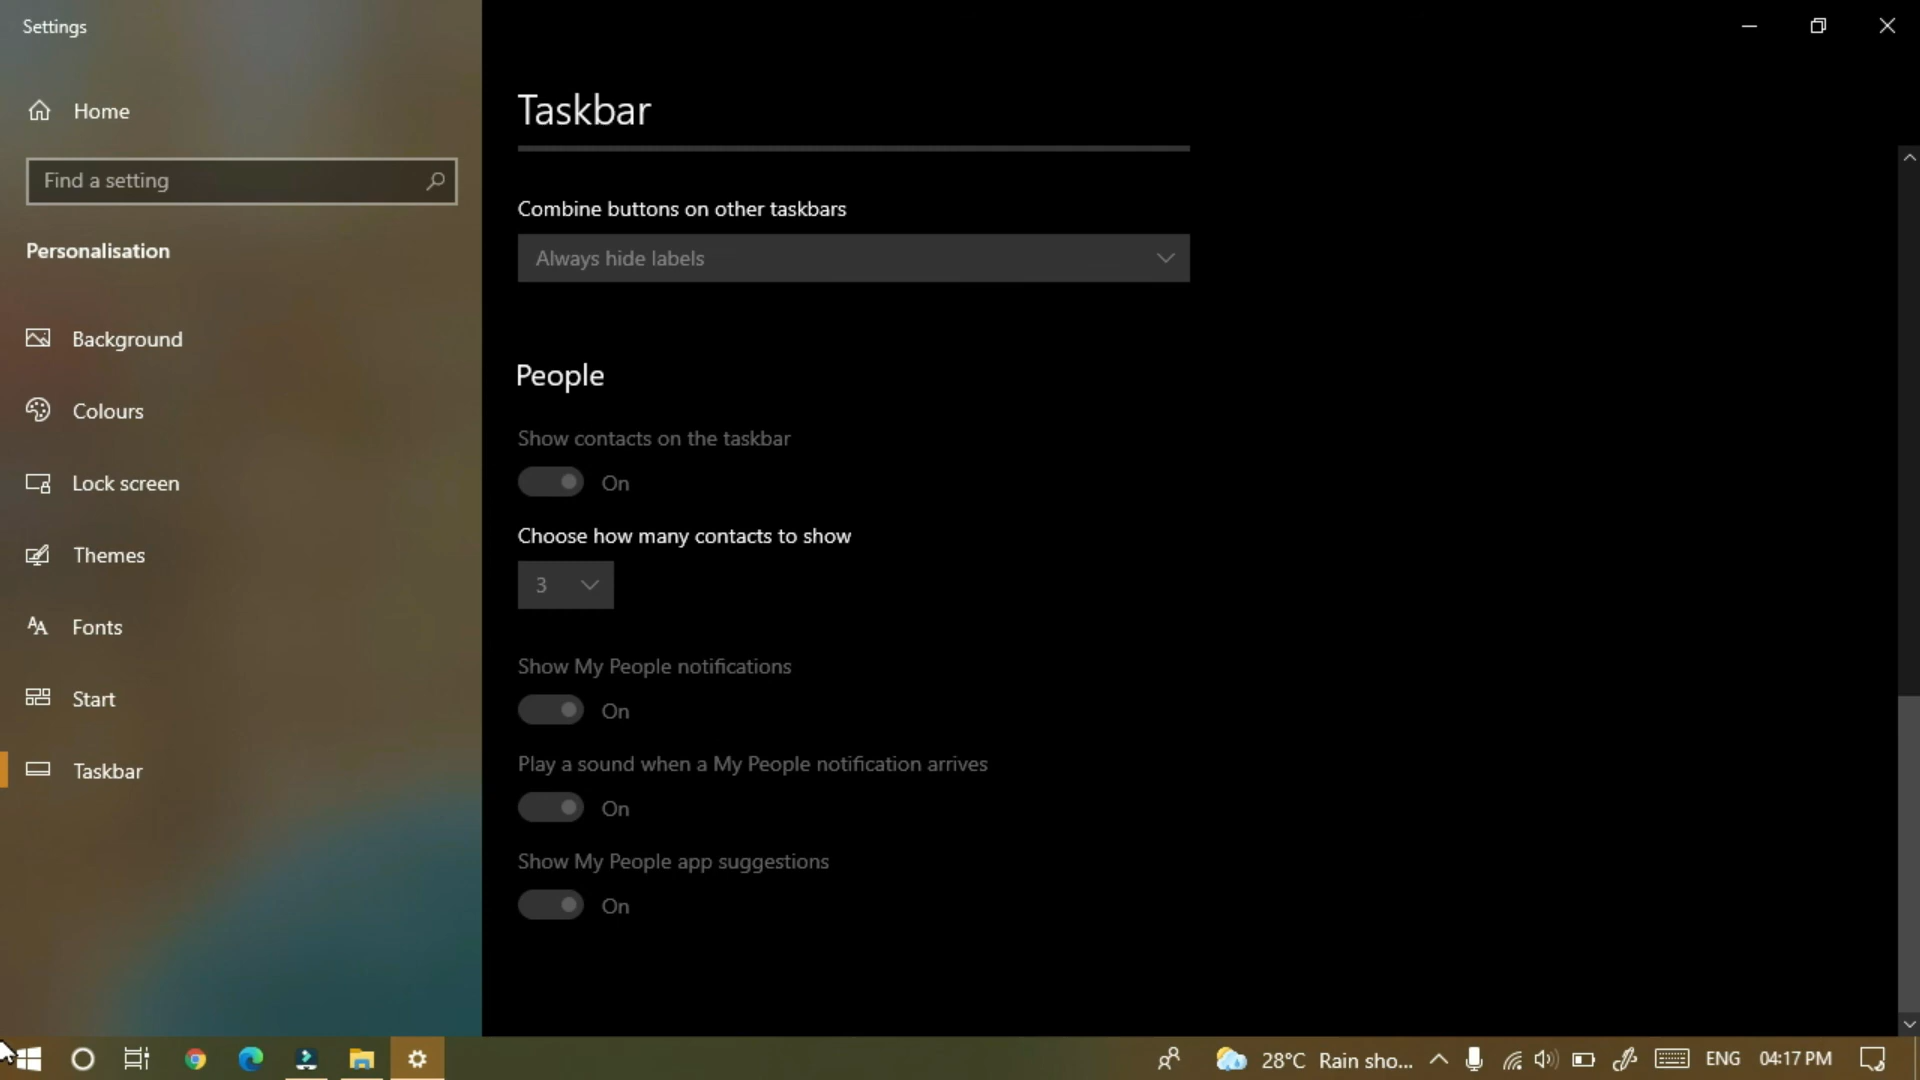 Settings
Home
Find a setting
Personalisation
Background
Colours
Lock screen
Themes
Fonts
Start
Taskbar
Taskbar
Combine buttons on other taskbars
Always hide labels
People
Show contacts on the taskbar
On
Choose how many contacts to show
3
Show My People notifications
On
Play a sound when a My People notification arrives
On
Show My People app suggestions
On
28°C Rain sho... ENG 04:17 PM